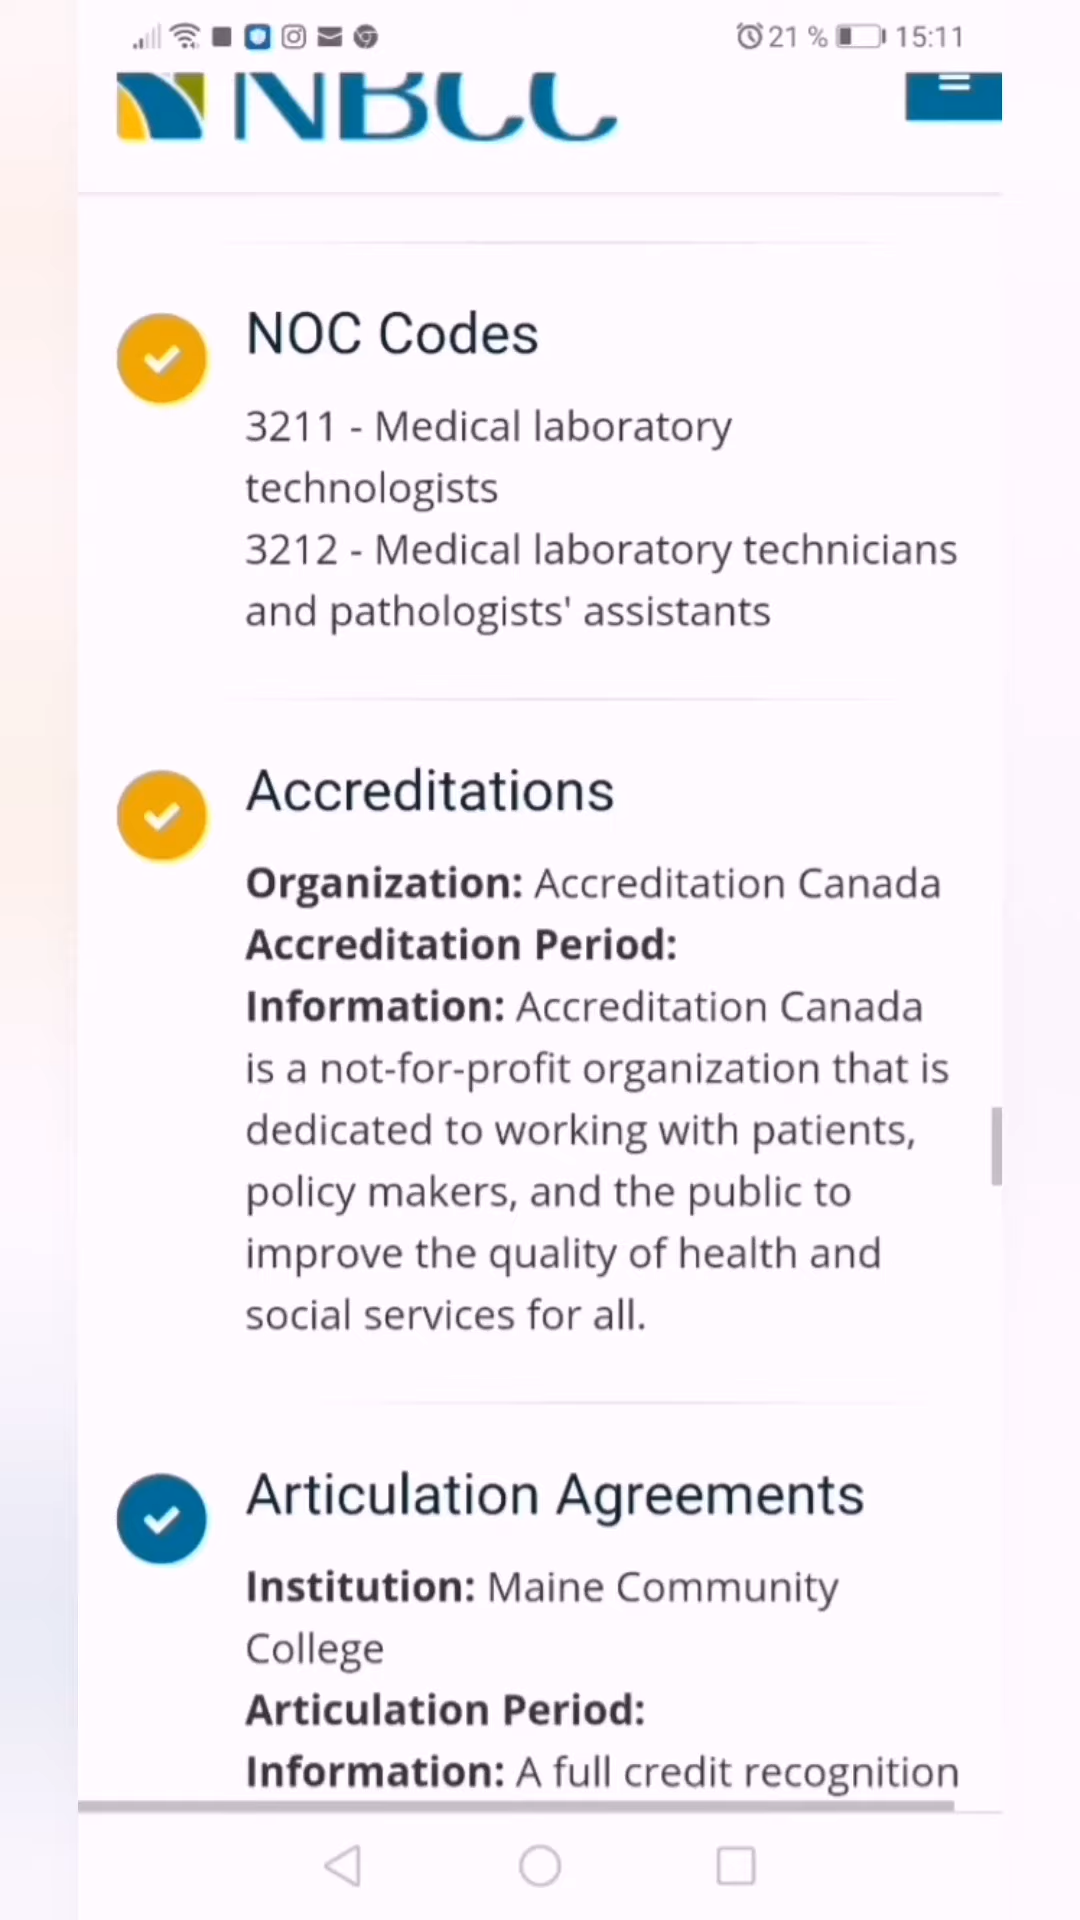 21 % 15:11
NBCC
NOC Codes
3211 - Medical laboratory
technologists
3212 - Medical laboratory technicians
and pathologists' assistants
Accreditations
Organization: Accreditation Canada
Accreditation Period:
Information: Accreditation Canada
is a not-for-profit organization that is
dedicated to working with patients,
policy makers, and the public to
improve the quality of health and
social services for all.
Articulation Agreements
Institution: Maine Community
College
Articulation Period:
Information: A full credit recognition